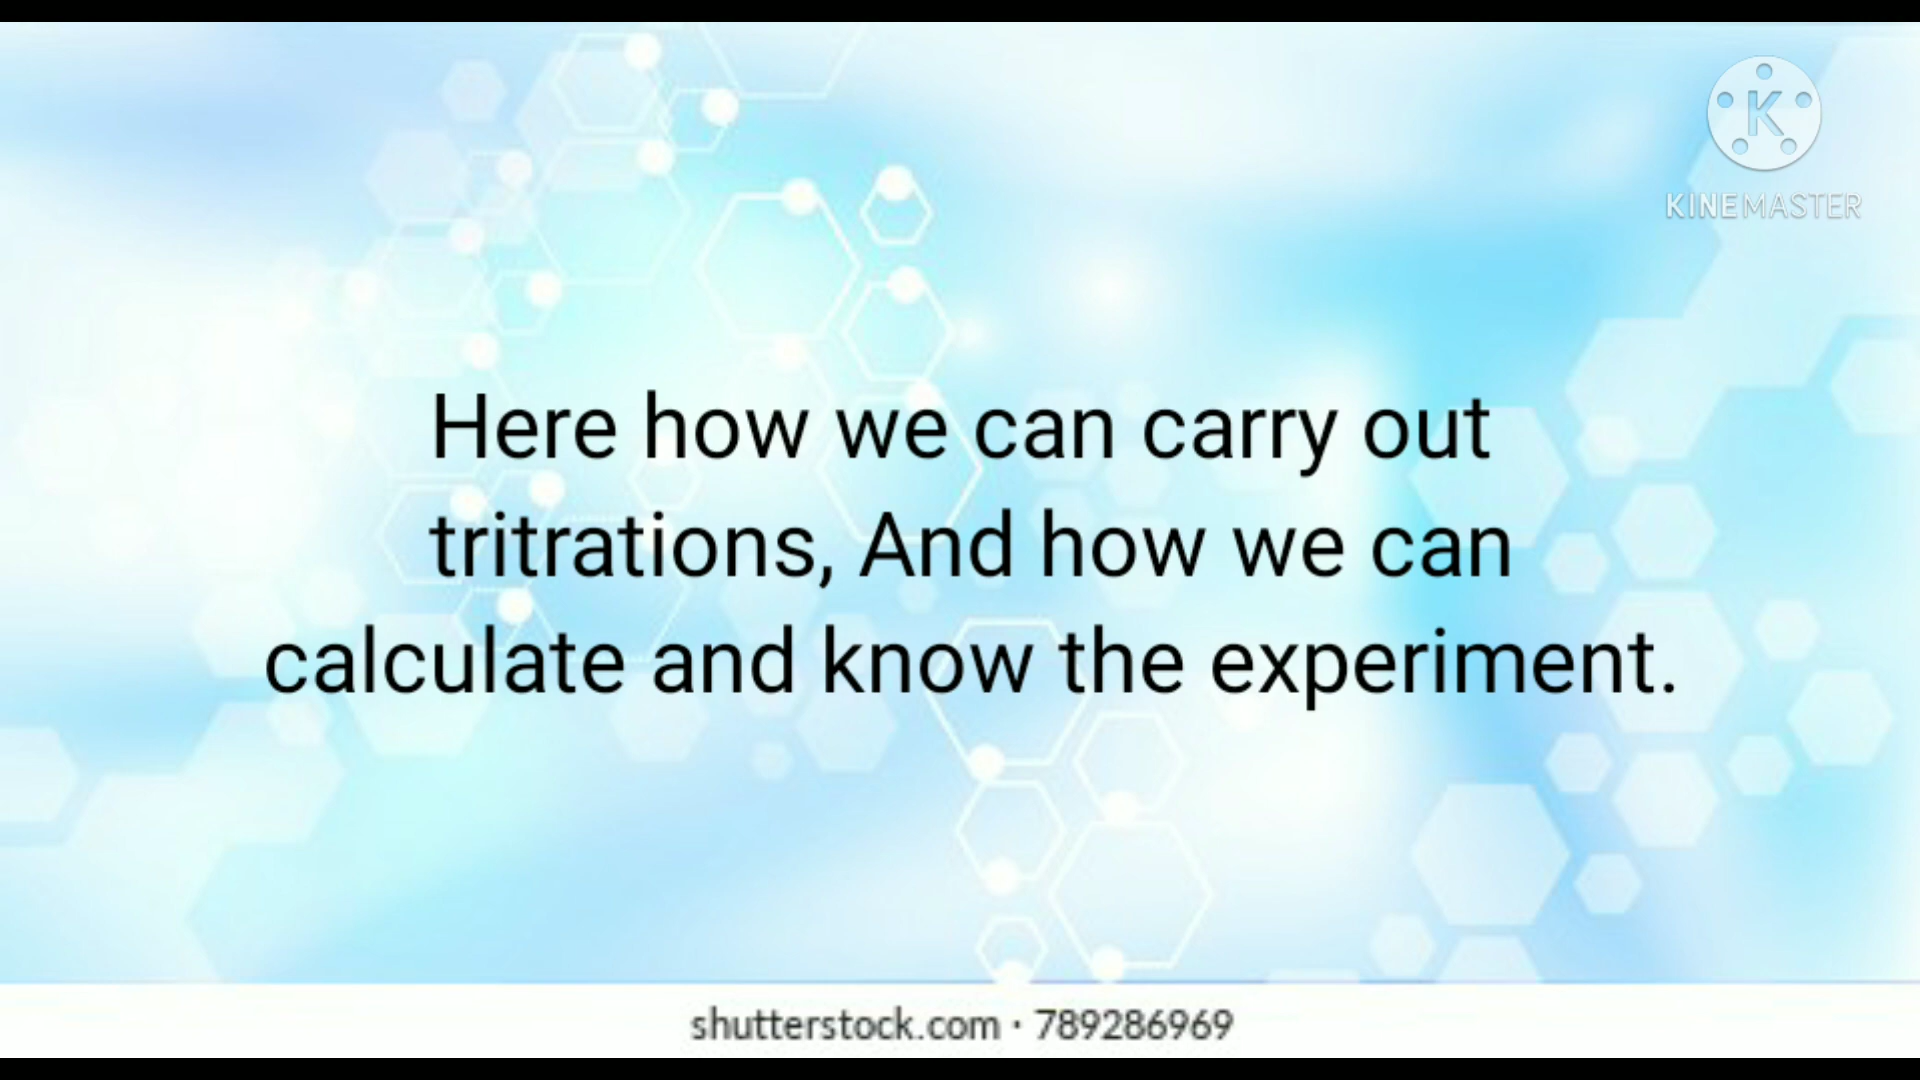 K
KINEMASTER
Here how we can carry out
tritrations, And how we can
calculate and know the experiment.
shutterstock.com · 789286969